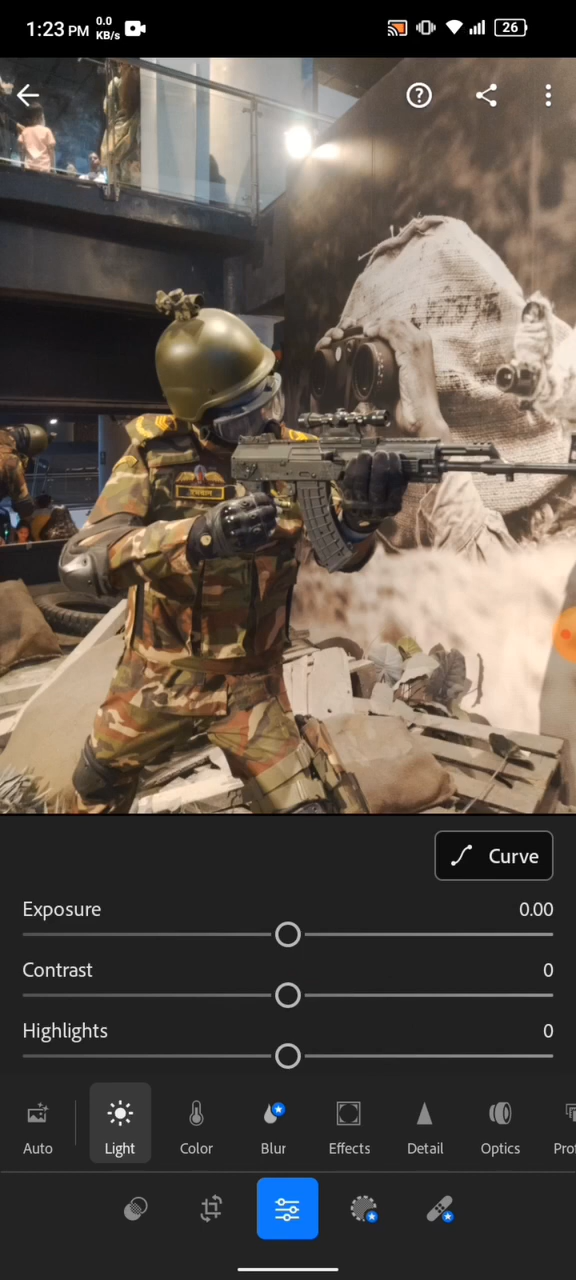 1:23 PM 0.0 KB/s 26
Curve
Exposure 0.00
Contrast 0
Highlights 0
Auto Light Color Blur Effects Detail Optics Prof